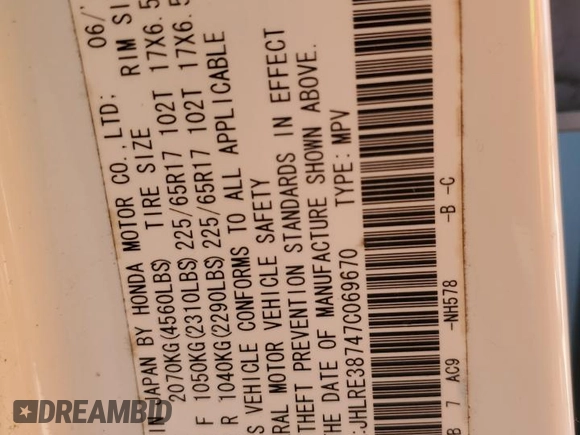 IN JAPAN BY HONDA MOTOR CO.,LTD; 06/
TIRE SIZE RIM SI
2070KG(4560LBS)
F 1050KG(2310LBS) 225/65R17 102T 17X6.5
R 1040KG(2290LBS) 225/65R17 102T 17X6.5
S VEHICLE CONFORMS TO ALL APPLICABLE
RAL MOTOR VEHICLE SAFETY
THEFT PREVENTION STANDARDS IN EFFECT
THE DATE OF MANUFACTURE SHOWN ABOVE.
:JHLRE38747C069670 TYPE: MPV
B 7 AC9 -NH578 -B -C
DREAMBID